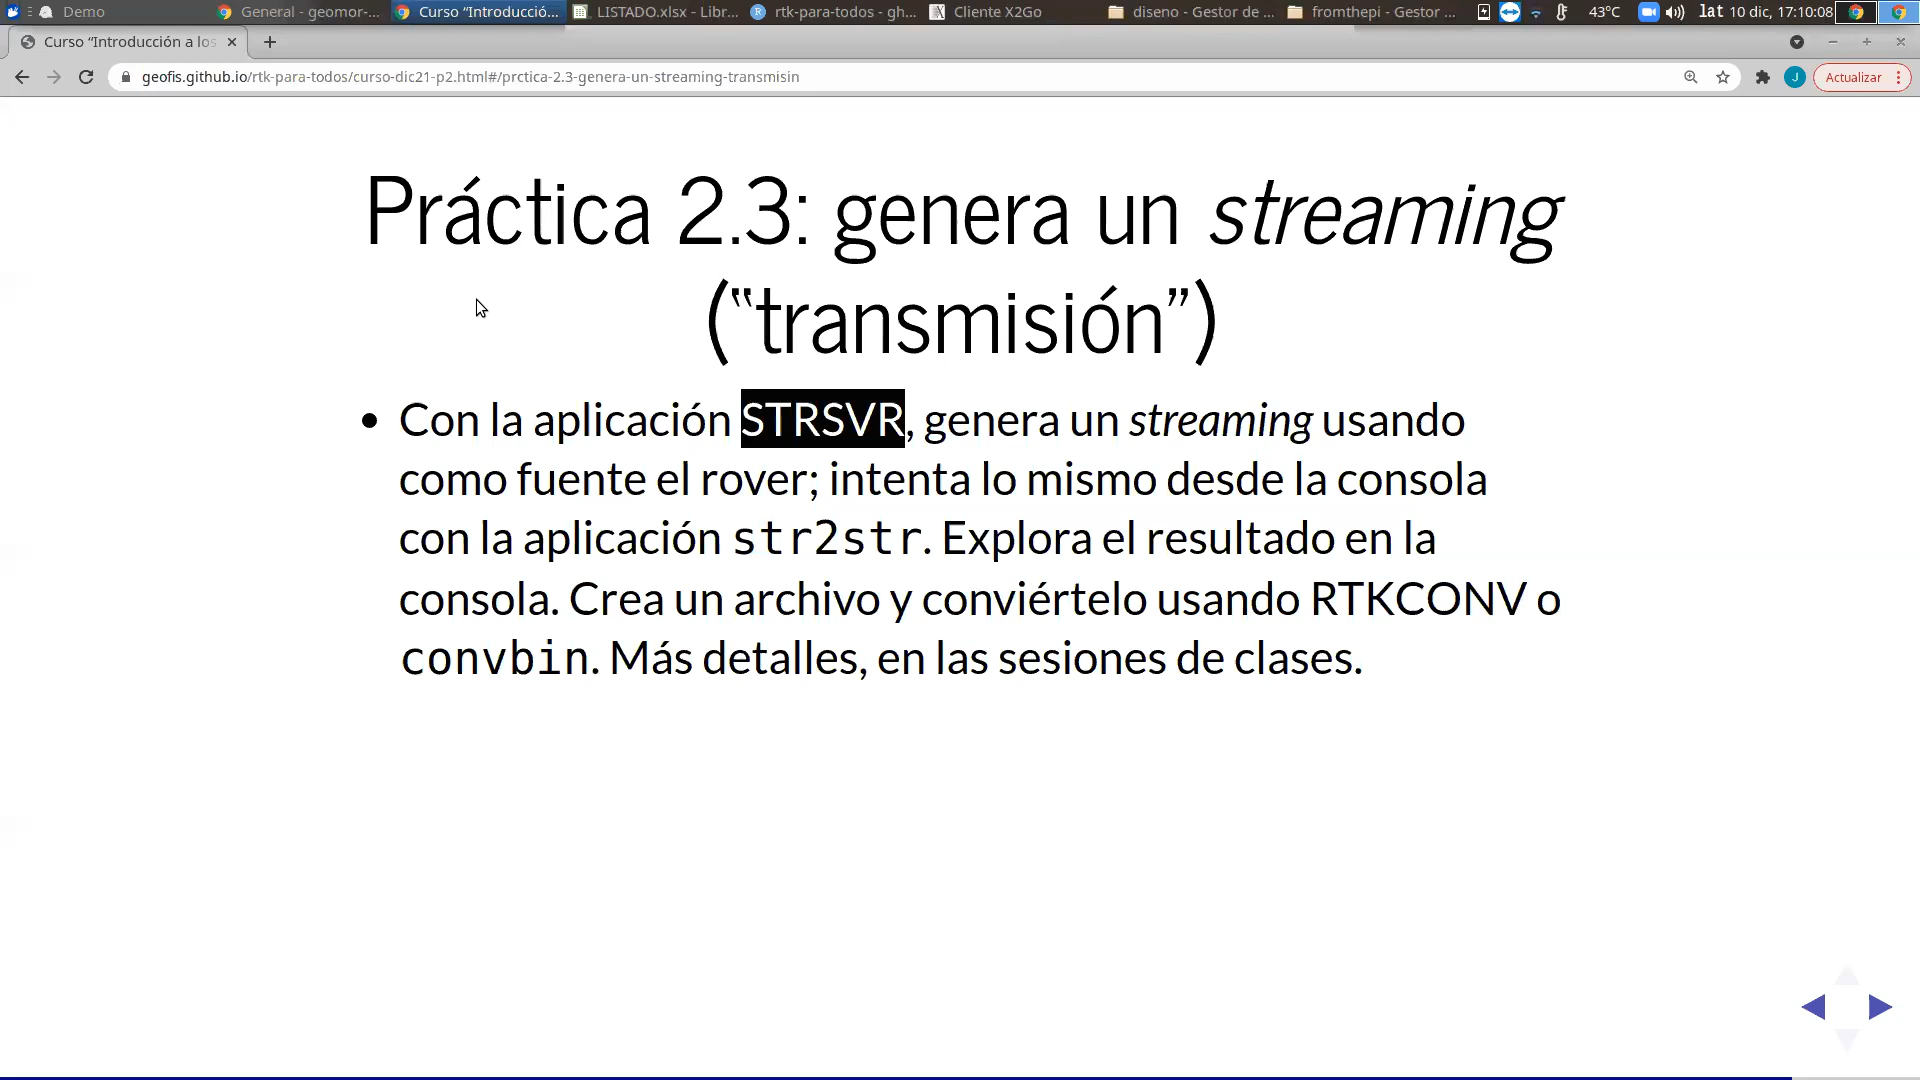 Demo
General - geomor-...
Curso “Introducció...
LISTADO.xlsx - Libr...
rtk-para-todos - gh...
Cliente X2Go
diseno - Gestor de ...
fromthepi - Gestor ...
43°C
lat 10 dic, 17:10:08
Curso “Introducción a los
geofis.github.io/rtk-para-todos/curso-dic21-p2.html#/prctica-2.3-genera-un-streaming-transmisin
J
Actualizar
Práctica 2.3: genera un streaming
(“transmisión”)
• Con la aplicación STRSVR, genera un streaming usando
como fuente el rover; intenta lo mismo desde la consola
con la aplicación str2str. Explora el resultado en la
consola. Crea un archivo y conviértelo usando RTKCONV o
convbin. Más detalles, en las sesiones de clases.